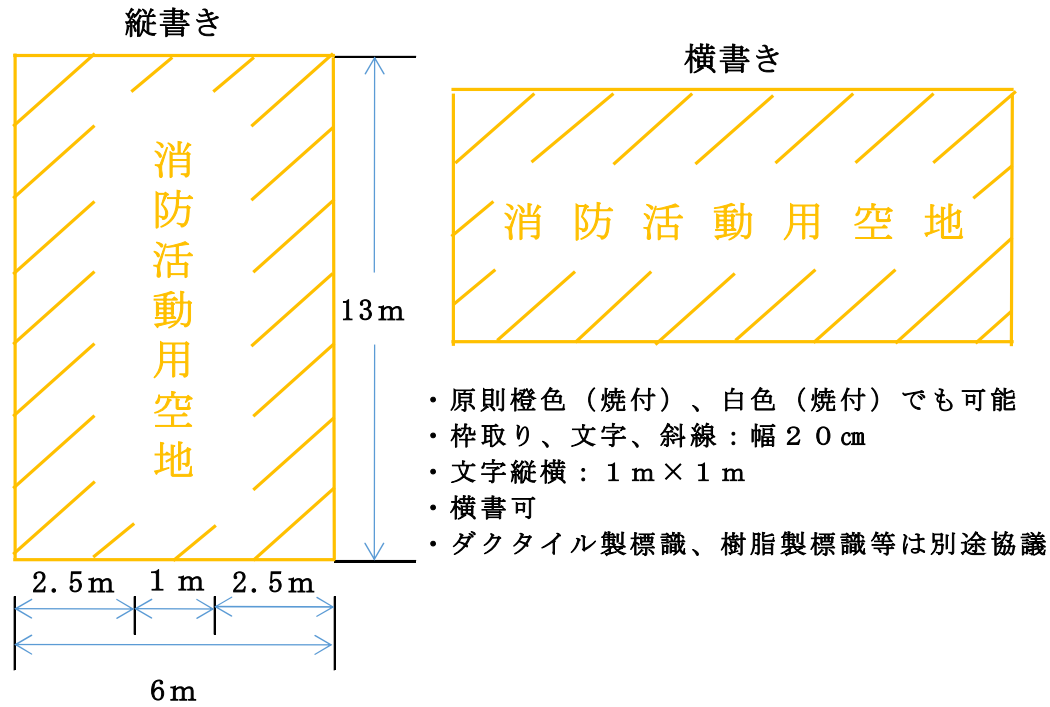 縦書き
消防活動用空地
13m
2.5m
1m
2.5m
6m
横書き
消防活動用空地
・原則橙色（焼付）、白色（焼付）でも可能
・枠取り、文字、斜線：幅２０㎝
・文字縦横：１ｍ×１ｍ
・横書可
・ダクタイル製標識、樹脂製標識等は別途協議